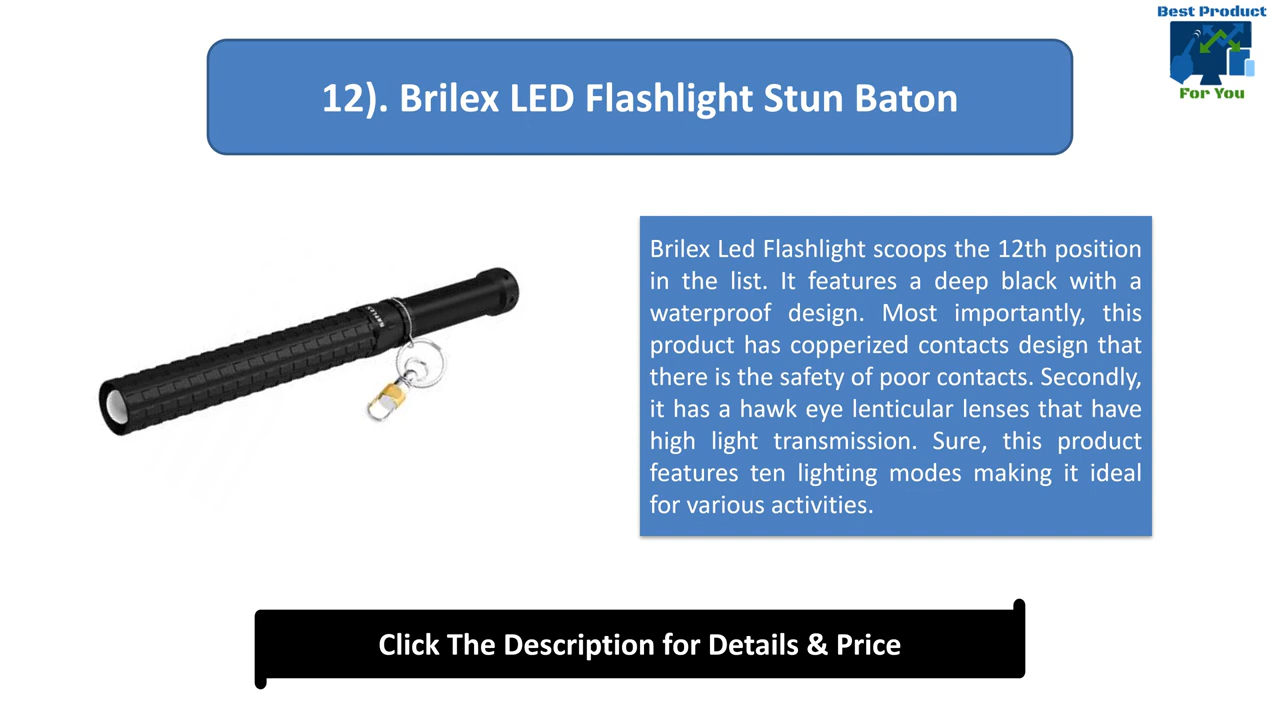 Best Product
For You
12). Brilex LED Flashlight Stun Baton
Brilex Led Flashlight scoops the 12th position
in the list. It features a deep black with a
waterproof design. Most importantly, this
product has copperized contacts design that
there is the safety of poor contacts. Secondly,
it has a hawk eye lenticular lenses that have
high light transmission. Sure, this product
features ten lighting modes making it ideal
for various activities.
Click The Description for Details & Price